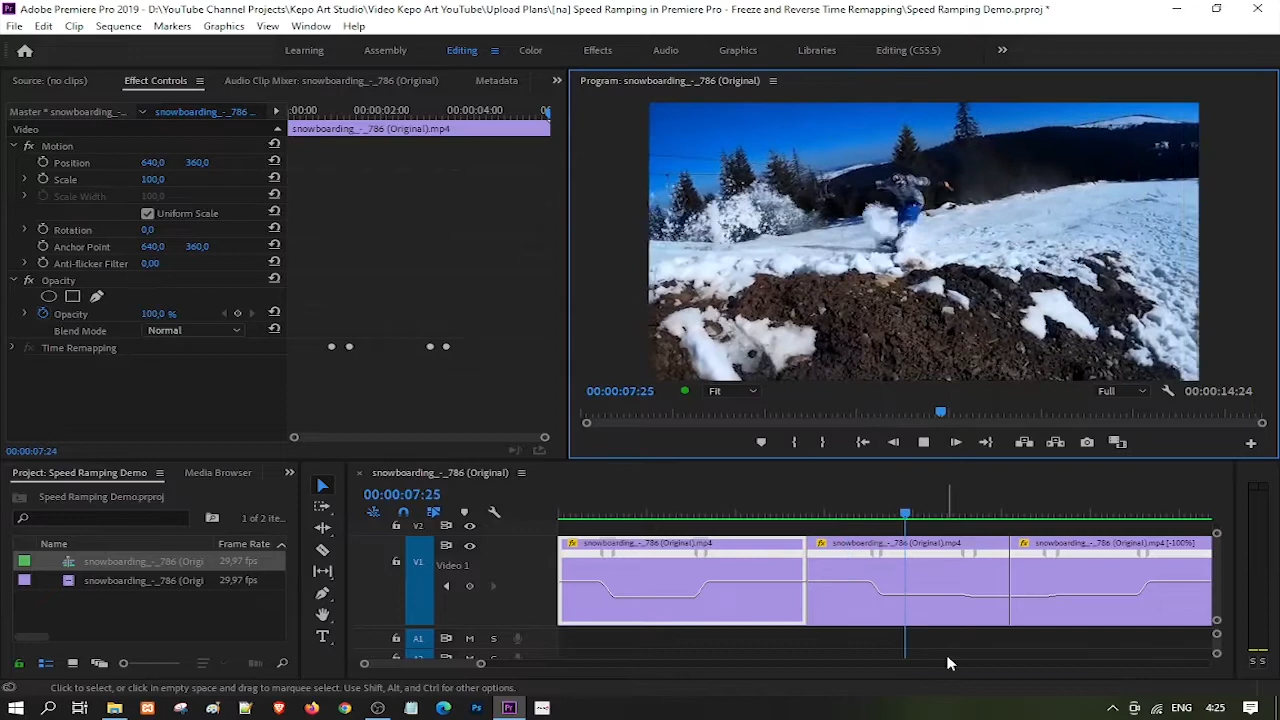 Adobe Premiere Pro 2019 - D:\YouTube Channel Projects\Kepo Art Studio\Video Kepo Art Studio\Upload Plans\[na] Speed Ramping in Premiere Pro - Freeze and Reverse Time Remapping\Speed Ramping Demo.prproj *
File Edit Clip Sequence Markers Graphics View Window Help
Learning Assembly Editing Color Effects Audio Graphics Libraries Editing (CS5.5)
Source: (no clips) Effect Controls Audio Clip Mixer: snowboarding_-_786 (Original) Metadata
Program: snowboarding_-_786 (Original)
Master * snowboarding_-_... snowboarding_-_786 ...
:00:00 00:00:02:00 00:00:04:00
Video
snowboarding_-_786 (Original).mp4
fx Motion
Position 640,0 360,0
Scale 100,0
Scale Width 100,0
Uniform Scale
Rotation 0,0
Anchor Point 640,0 360,0
Anti-flicker Filter 0,00
fx Opacity
Opacity 100,0 %
Blend Mode Normal
fx Time Remapping
00:00:07:24
00:00:07:25 Fit Full 00:00:14:24
Project: Speed Ramping Demo Media Browser
Speed Ramping Demo.prproj
1 of 2 ite...
Name Frame Rate
snowboarding_-_786 (Origi 29,97 fps
snowboarding_-_786 (Origi 29,97 fps
snowboarding_-_786 (Original)
00:00:07:25
V2
V1 Video 1
fx snowboarding_-_786 (Original).mp4
fx snowboarding_-_786 (Original).mp4
fx snowboarding_-_786 (Original).mp4 [-100%]
A1 M S
S S
Click to select, or click in empty space and drag to marquee select. Use Shift, Alt, and Ctrl for other options.
ENG 4:25